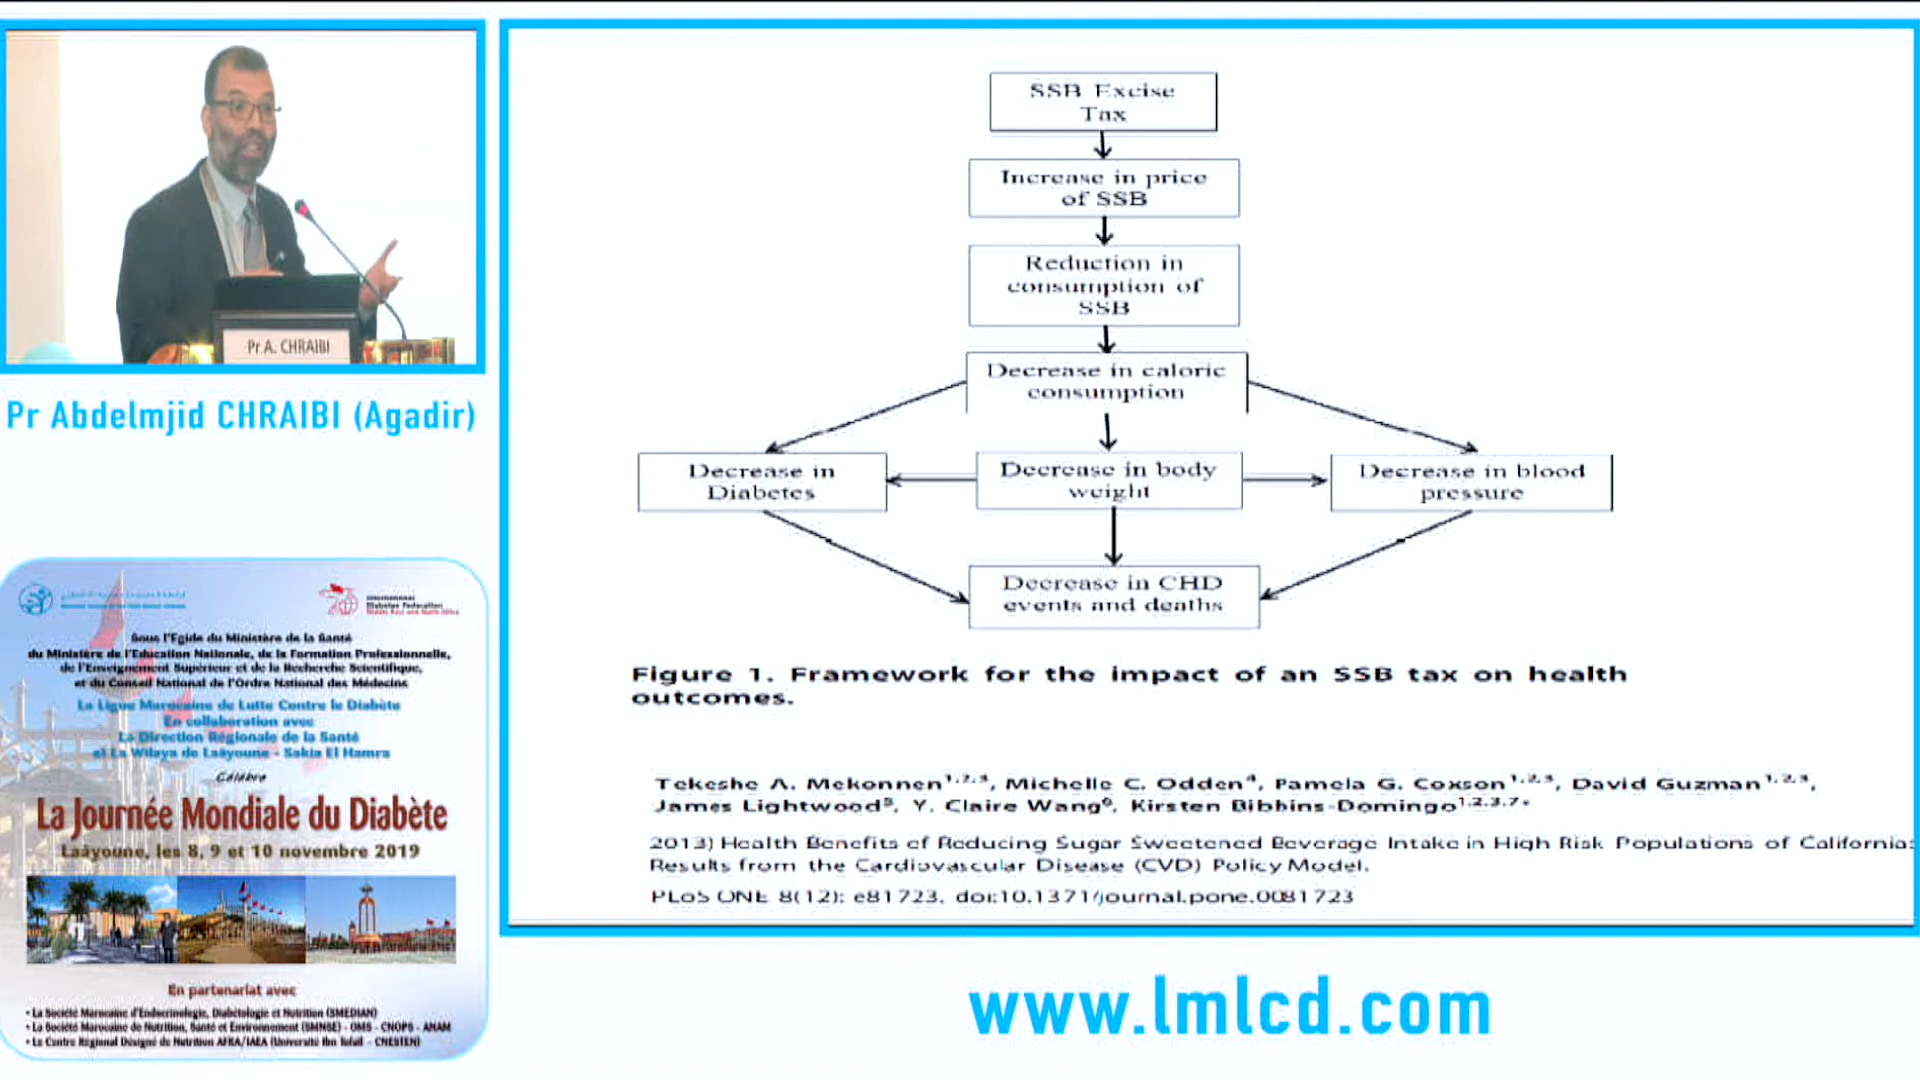 Pr A. CHRAIBI
Pr Abdelmjid CHRAIBI (Agadir)
International
Diabetes Federation
Middle East and North Africa
Sous l'Egide du Ministère de la Santé
du Ministère de l'Education Nationale, de la Formation Professionnelle,
de l'Enseignement Supérieur et de la Recherche Scientifique,
et du Conseil National de l'Ordre National des Médecins
La Ligue Marocaine de Lutte Contre le Diabète
En collaboration avec
La Direction Régionale de la Santé
et La Wilaya de Laâyoune - Sakia El Hamra
Célèbre
La Journée Mondiale du Diabète
Laâyoune, les 8, 9 et 10 novembre 2019
En partenariat avec
• La Société Marocaine d'Endocrinologie, Diabétologie et Nutrition (SMEDIAN)
• La Société Marocaine de Nutrition, Santé et Environnement (SMNSE) - OMS - CNOPS - ANAM
• Le Centre Régional Désigné de Nutrition AFRA/IAEA (Université Ibn Tofail - CNESTEN)
SSB Excise
Tax
Increase in price
of SSB
Reduction in
consumption of
SSB
Decrease in caloric
consumption
Decrease in
Diabetes
Decrease in body
weight
Decrease in blood
pressure
Decrease in CHD
events and deaths
Figure 1. Framework for the impact of an SSB tax on health
outcomes.
Tekeshe A. Mekonnen1,2,3, Michelle C. Odden4, Pamela G. Coxson1,2,3, David Guzman1,2,3,
James Lightwood5, Y. Claire Wang6, Kirsten Bibbins-Domingo1,2,3,7*
2013) Health Benefits of Reducing Sugar Sweetened Beverage Intake in High Risk Populations of California:
Results from the Cardiovascular Disease (CVD) Policy Model.
PLoS ONE 8(12): e81723. doi:10.1371/journal.pone.0081723
www.lmlcd.com